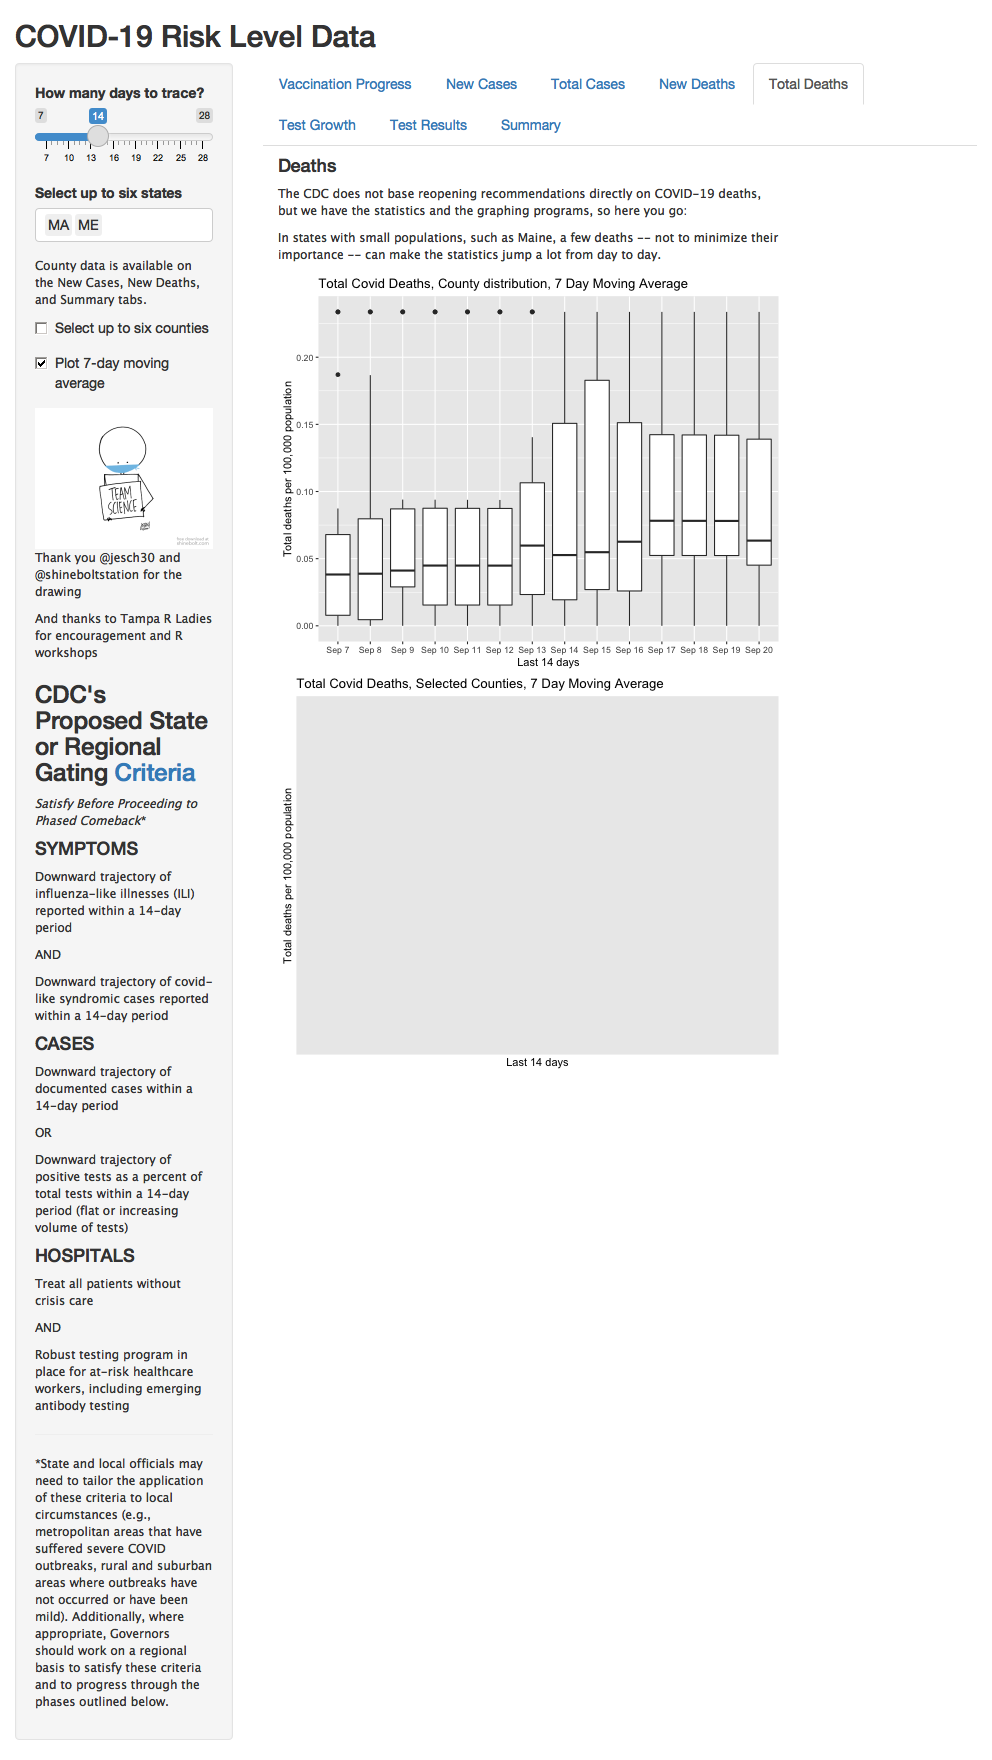 COVID-19 Risk Level Data
How many days to trace?
7 14 28
7 10 13 16 19 22 25 28
Select up to six states
MA ME
County data is available on
the New Cases, New Deaths,
and Summary tabs.
Select up to six counties
Plot 7-day moving
average
TEAM
SCIENCE
Thank you @jesch30 and
@shineboltstation for the
drawing
And thanks to Tampa R Ladies
for encouragement and R
workshops
CDC's
Proposed State
or Regional
Gating Criteria
Satisfy Before Proceeding to
Phased Comeback*
SYMPTOMS
Downward trajectory of
influenza-like illnesses (ILI)
reported within a 14-day
period
AND
Downward trajectory of covid-
like syndromic cases reported
within a 14-day period
CASES
Downward trajectory of
documented cases within a
14-day period
OR
Downward trajectory of
positive tests as a percent of
total tests within a 14-day
period (flat or increasing
volume of tests)
HOSPITALS
Treat all patients without
crisis care
AND
Robust testing program in
place for at-risk healthcare
workers, including emerging
antibody testing
*State and local officials may
need to tailor the application
of these criteria to local
circumstances (e.g.,
metropolitan areas that have
suffered severe COVID
outbreaks, rural and suburban
areas where outbreaks have
not occurred or have been
mild). Additionally, where
appropriate, Governors
should work on a regional
basis to satisfy these criteria
and to progress through the
phases outlined below.
Vaccination Progress New Cases Total Cases New Deaths Total Deaths
Test Growth Test Results Summary
Deaths
The CDC does not base reopening recommendations directly on COVID-19 deaths,
but we have the statistics and the graphing programs, so here you go:
In states with small populations, such as Maine, a few deaths -- not to minimize their
importance -- can make the statistics jump a lot from day to day.
Total Covid Deaths, County distribution, 7 Day Moving Average
Total deaths per 100,000 population
0.20
0.15
0.10
0.05
0.00
Sep 7 Sep 8 Sep 9 Sep 10 Sep 11 Sep 12 Sep 13 Sep 14 Sep 15 Sep 16 Sep 17 Sep 18 Sep 19 Sep 20
Last 14 days
Total Covid Deaths, Selected Counties, 7 Day Moving Average
Total deaths per 100,000 population
Last 14 days